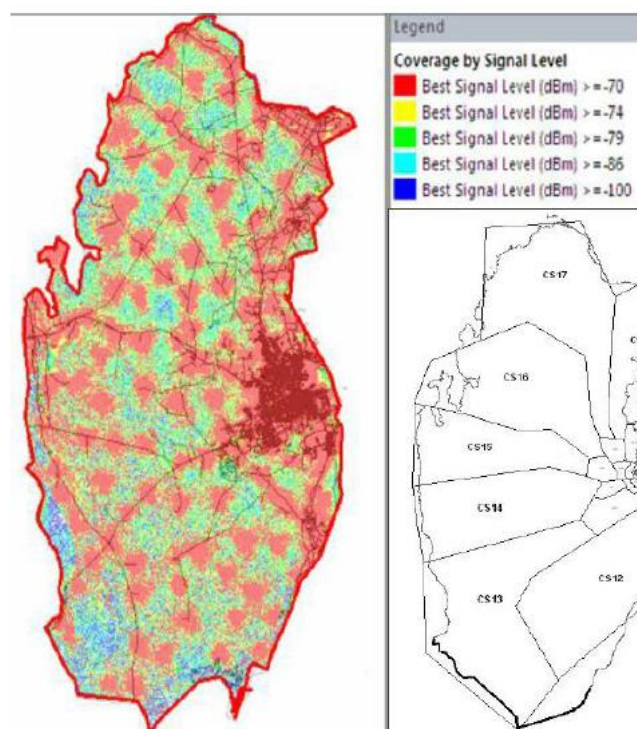 Legend
Coverage by Signal Level
Best Signal Level (dBm) >=-70
Best Signal Level (dBm) >=-74
Best Signal Level (dBm) >=-79
Best Signal Level (dBm) >=-86
Best Signal Level (dBm) >=-100
CS17
CS16
CS15
CS14
CS13
CS12